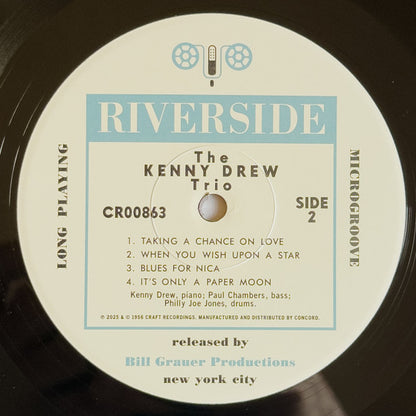 RIVERSIDE
LONG PLAYING
MICROGROOVE
The
KENNY DREW
Trio
CR00863
SIDE
2
1. TAKING A CHANCE ON LOVE
2. WHEN YOU WISH UPON A STAR
3. BLUES FOR NICA
4. IT'S ONLY A PAPER MOON
Kenny Drew, piano; Paul Chambers, bass;
Philly Joe Jones, drums.
℗ 2025 & © 1956 CRAFT RECORDINGS. MANUFACTURED AND DISTRIBUTED BY CONCORD.
released by
Bill Grauer Productions
new york city